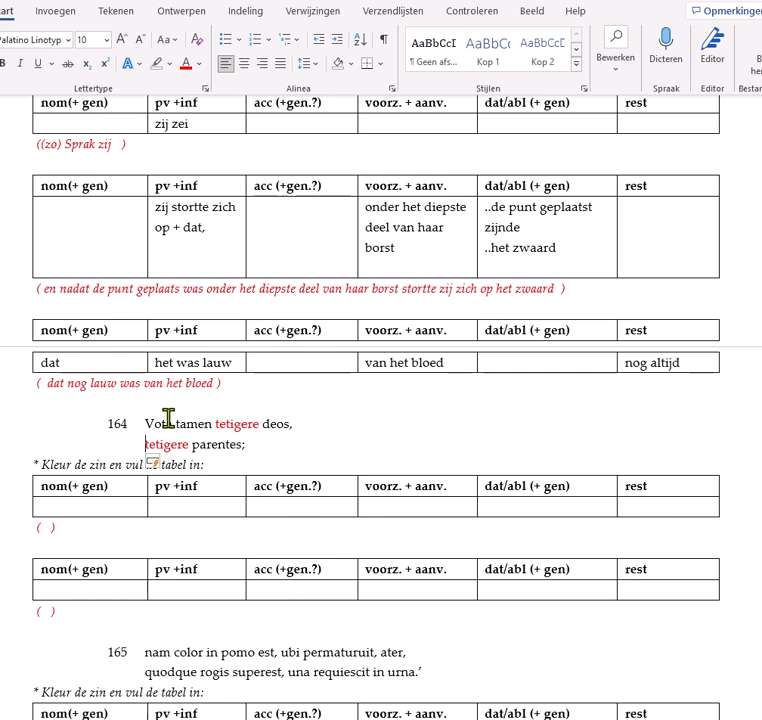 tart Invoegen Tekenen Ontwerpen Indeling Verwijzingen Verzendlijsten Controleren Beeld Help Opmerkingen
Palatino Linotyp 10 A A Aa A
B I U ab x₂ x² A A
AaBbCcI AaBbC( AaBbCcI
¶ Geen afs... Kop 1 Kop 2
Bewerken Dicteren Editor
Lettertype Alinea Stijlen Spraak Editor
nom(+ gen) pv +inf acc (+gen.?) voorz. + aanv. dat/abl (+ gen) rest
zij zei
((zo) Sprak zij )
nom(+ gen) pv +inf acc (+gen.?) voorz. + aanv. dat/abl (+ gen) rest
zij stortte zich onder het diepste ..de punt geplaatst
op + dat, deel van haar zijnde
borst ..het zwaard
( en nadat de punt geplaats was onder het diepste deel van haar borst stortte zij zich op het zwaard )
nom(+ gen) pv +inf acc (+gen.?) voorz. + aanv. dat/abl (+ gen) rest
dat het was lauw van het bloed nog altijd
( dat nog lauw was van het bloed )
164 Vota tamen tetigere deos,
tetigere parentes;
* Kleur de zin en vul de tabel in:
nom(+ gen) pv +inf acc (+gen.?) voorz. + aanv. dat/abl (+ gen) rest
( )
nom(+ gen) pv +inf acc (+gen.?) voorz. + aanv. dat/abl (+ gen) rest
( )
165 nam color in pomo est, ubi permaturuit, ater,
quodque rogis superest, una requiescit in urna.’
* Kleur de zin en vul de tabel in:
nom(+ gen) pv +inf acc (+gen.?) voorz. + aanv. dat/abl (+ gen) rest